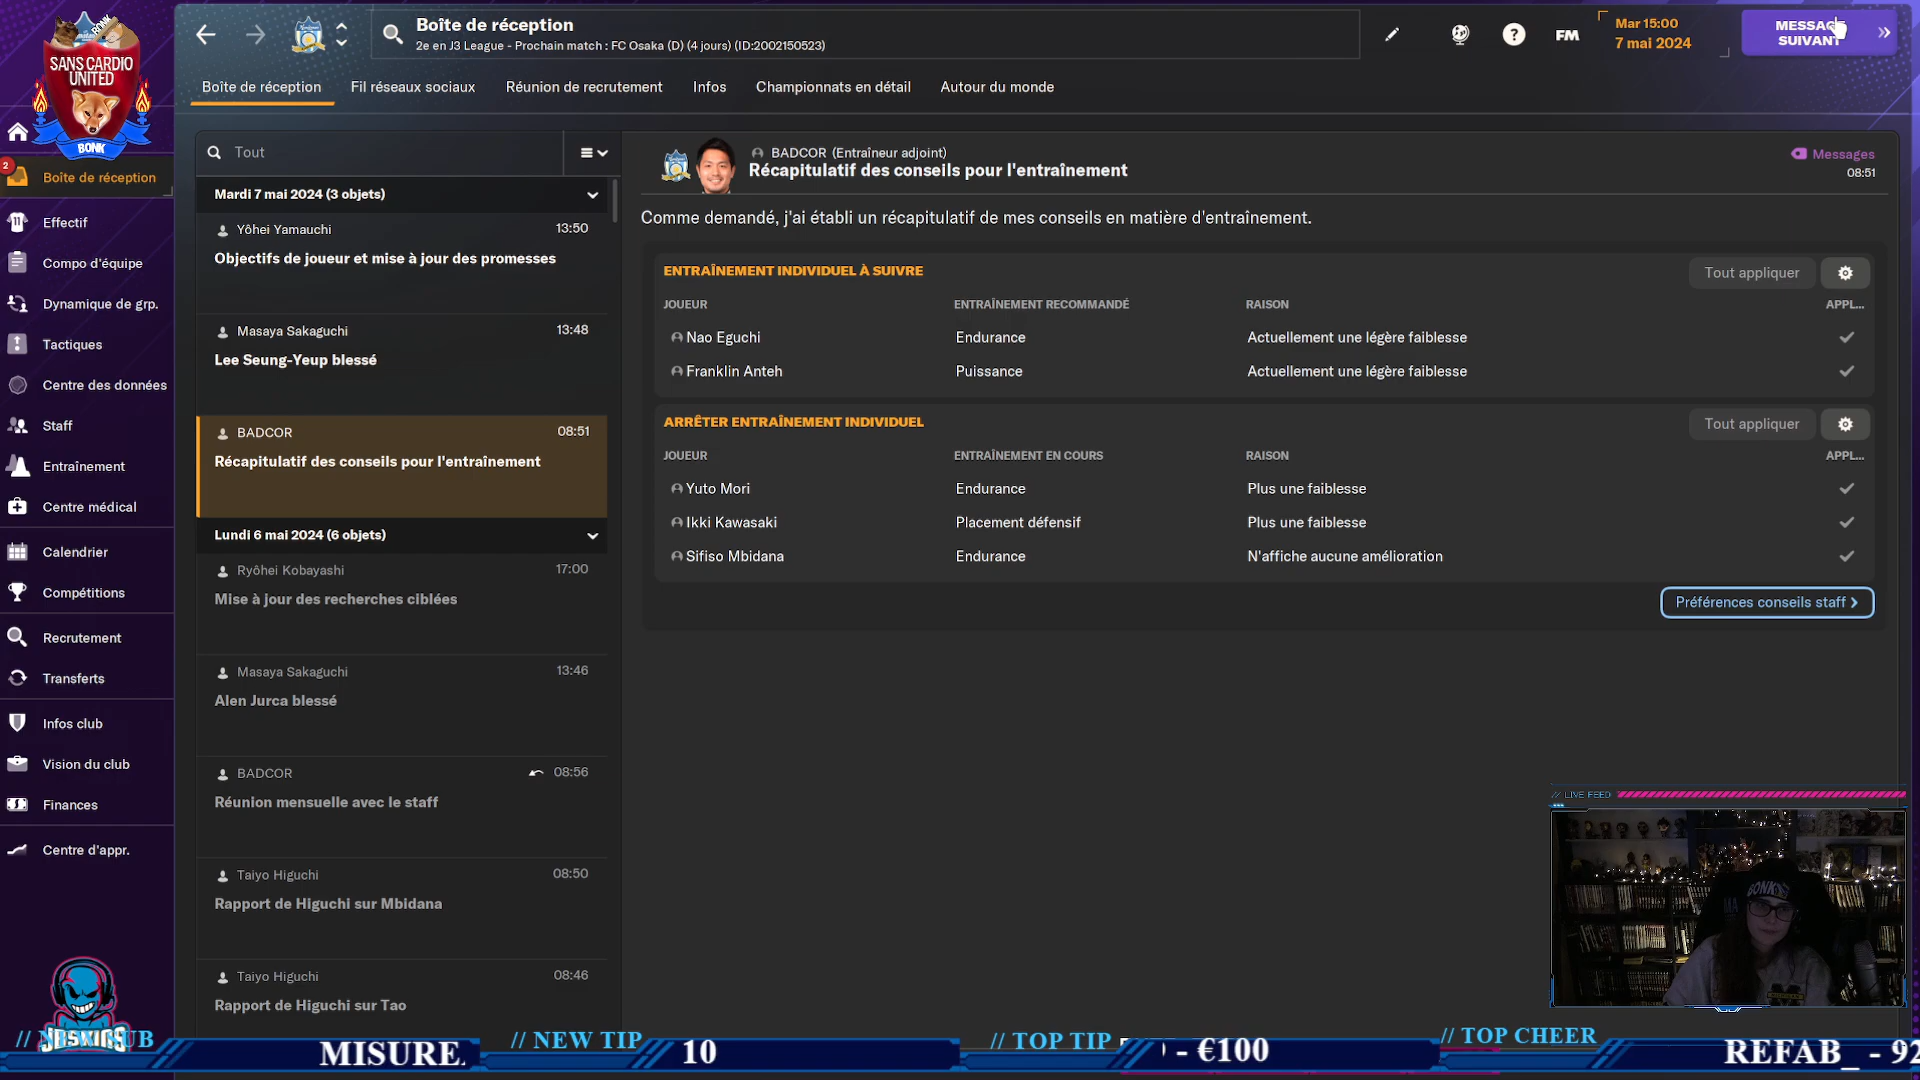 SANS CARDIO
UNITED
BONK
Boîte de réception
2e en J3 League - Prochain match : FC Osaka (D) (4 jours) (ID:2002150523)
FM
Mar 15:00
7 mai 2024
SUIVANT
Boîte de réception
Fil réseaux sociaux
Réunion de recrutement
Infos
Championnats en détail
Autour du monde
2
Boîte de réception
Effectif
Compo d'équipe
Dynamique de grp.
Tactiques
Centre des données
Staff
Entraînement
Centre médical
Calendrier
Compétitions
Recrutement
Transferts
Infos club
Vision du club
Finances
Centre d'appr.
Tout
Mardi 7 mai 2024 (3 objets)
Yôhei Yamauchi 13:50
Objectifs de joueur et mise à jour des promesses
Masaya Sakaguchi 13:48
Lee Seung-Yeup blessé
BADCOR 08:51
Récapitulatif des conseils pour l'entraînement
Lundi 6 mai 2024 (6 objets)
Ryôhei Kobayashi 17:00
Mise à jour des recherches ciblées
Masaya Sakaguchi 13:46
Alen Jurca blessé
BADCOR 08:56
Réunion mensuelle avec le staff
Taiyo Higuchi 08:50
Rapport de Higuchi sur Mbidana
Taiyo Higuchi 08:46
Rapport de Higuchi sur Tao
BADCOR (Entraîneur adjoint)
Récapitulatif des conseils pour l'entraînement
Messages
08:51
Comme demandé, j'ai établi un récapitulatif de mes conseils en matière d'entraînement.
ENTRAÎNEMENT INDIVIDUEL À SUIVRE
Tout appliquer
JOUEUR ENTRAÎNEMENT RECOMMANDÉ RAISON APPL...
Nao Eguchi Endurance Actuellement une légère faiblesse
Franklin Anteh Puissance Actuellement une légère faiblesse
ARRÊTER ENTRAÎNEMENT INDIVIDUEL
Tout appliquer
JOUEUR ENTRAÎNEMENT EN COURS RAISON APPL...
Yuto Mori Endurance Plus une faiblesse
Ikki Kawasaki Placement défensif Plus une faiblesse
Sifiso Mbidana Endurance N'affiche aucune amélioration
Préférences conseils staff
// LIVE FEED
BONK
// NEW TIP
// TOP TIP
// TOP CHEER
MISURE.
10
- €100
REFAB_ - 92